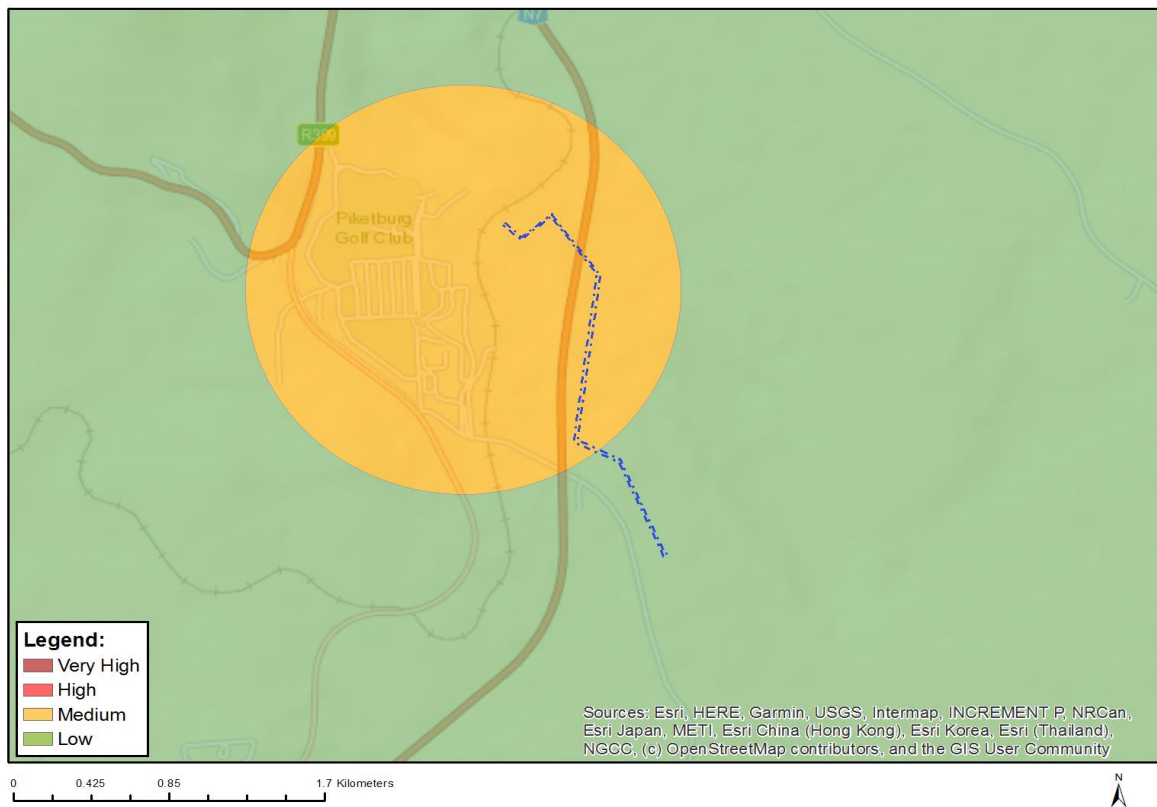 N7
R399
Piketburg
Golf Club
Legend:
Very High
High
Medium
Low
Sources: Esri, HERE, Garmin, USGS, Intermap, INCREMENT P, NRCan,
Esri Japan, METI, Esri China (Hong Kong), Esri Korea, Esri (Thailand),
NGCC, (c) OpenStreetMap contributors, and the GIS User Community
0 0.425 0.85 1.7 Kilometers
N